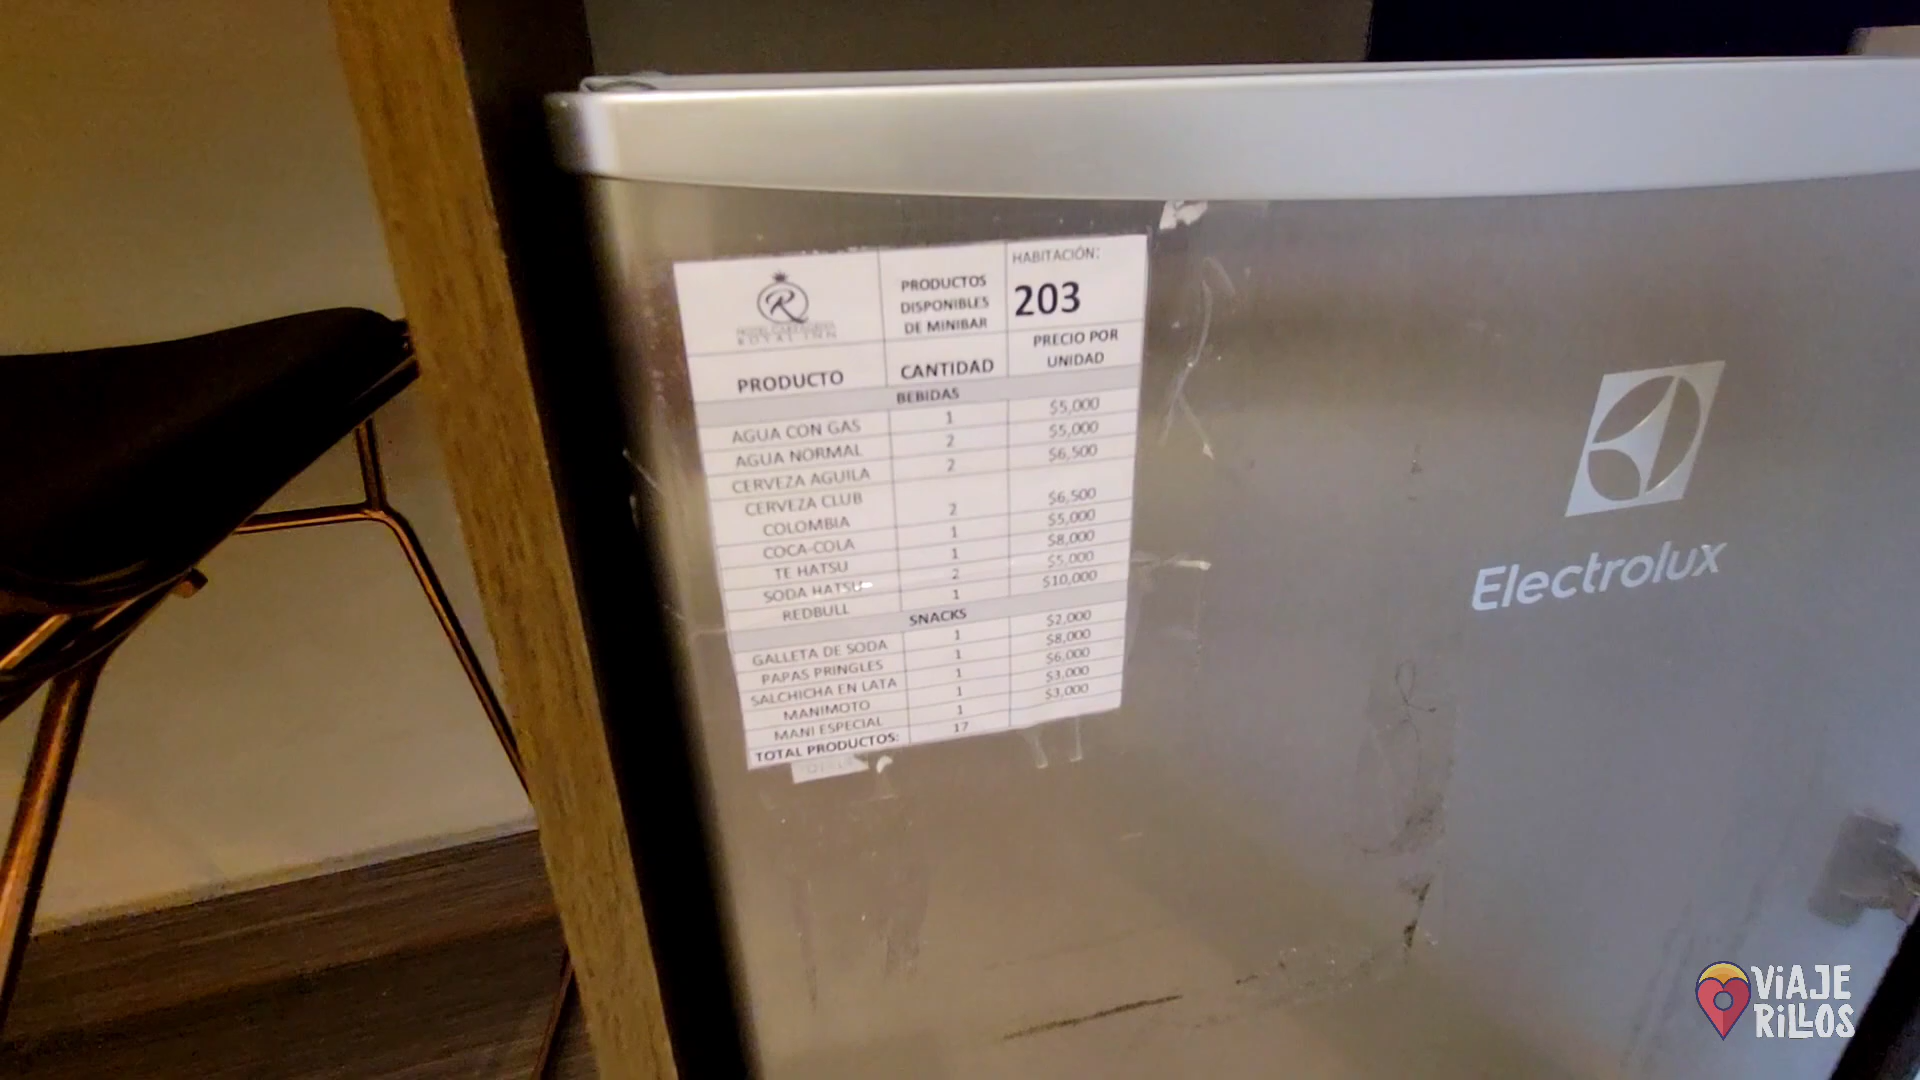 HOTEL CARTAGENA
ROYAL INN
PRODUCTOS
DISPONIBLES
DE MINIBAR
HABITACIÓN:
203
PRODUCTO CANTIDAD PRECIO POR
UNIDAD
BEBIDAS
AGUA CON GAS 1 $5,000
AGUA NORMAL 2 $5,000
CERVEZA AGUILA 2 $6,500
CERVEZA CLUB
COLOMBIA 2 $6,500
COCA-COLA 1 $5,000
TE HATSU 1 $8,000
SODA HATSU 2 $5,000
REDBULL 1 $10,000
SNACKS
GALLETA DE SODA 1 $2,000
PAPAS PRINGLES 1 $8,000
SALCHICHA EN LATA 1 $6,000
MANIMOTO 1 $3,000
MANI ESPECIAL 1 $3,000
TOTAL PRODUCTOS: 17
Electrolux
ViAJE
RiLLOS